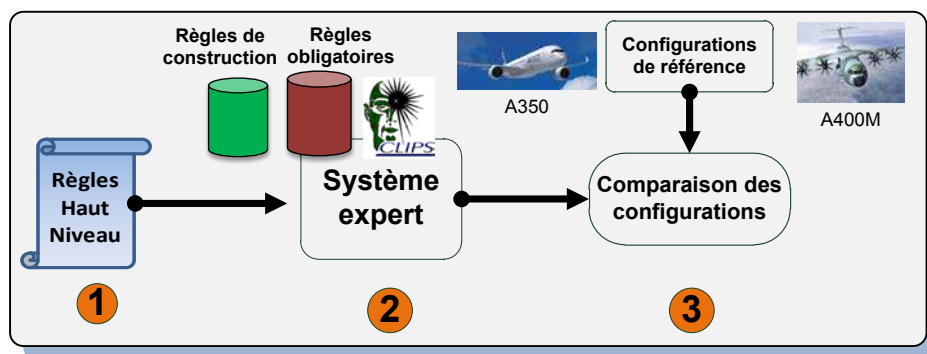 Règles de
construction
Règles
obligatoires
CLIPS
A350
Configurations
de référence
A400M
Règles
Haut
Niveau
Système
expert
Comparaison des
configurations
1
2
3